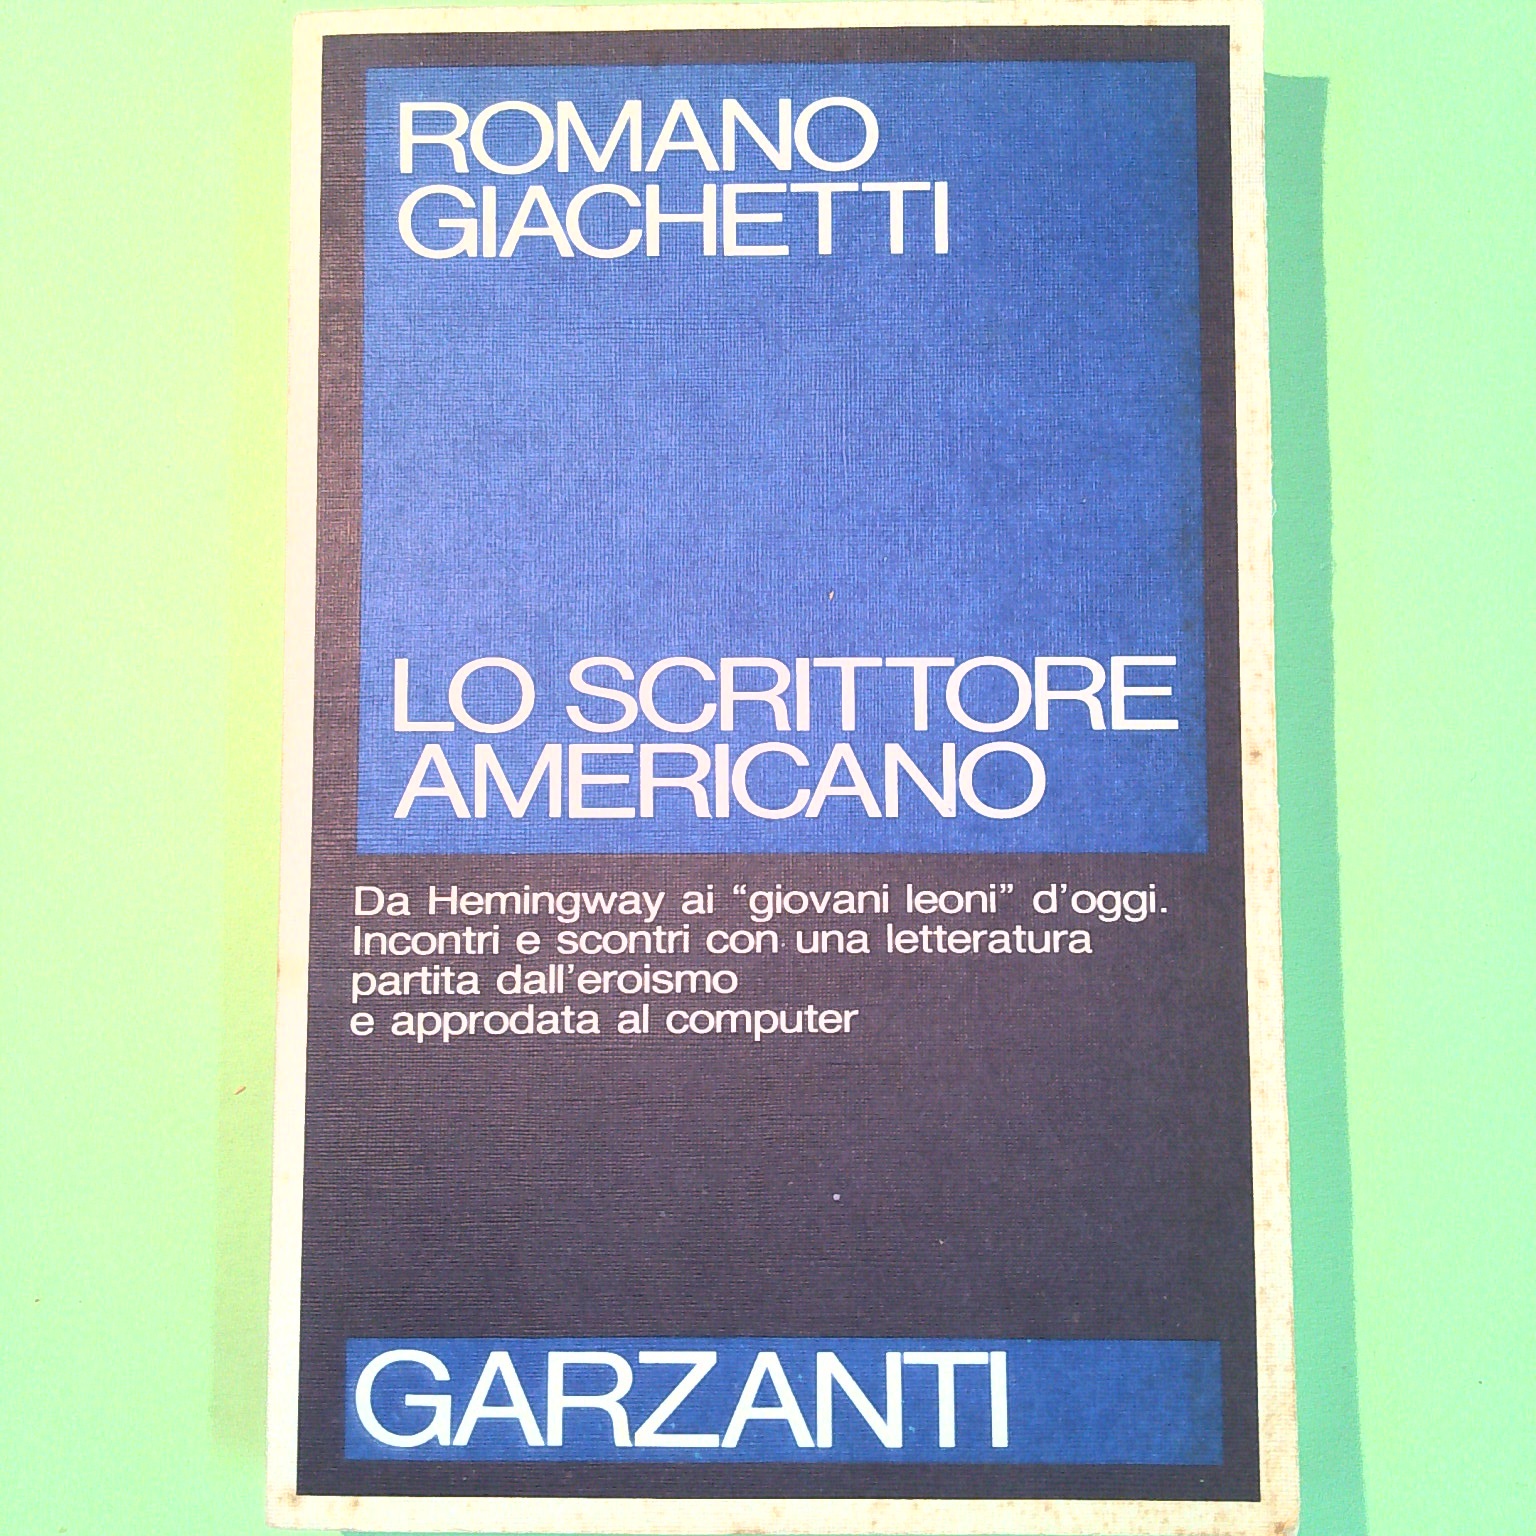 ROMANO
GIACHETTI
LO SCRITTORE
AMERICANO
Da Hemingway ai “giovani leoni” d’oggi.
Incontri e scontri con una letteratura
partita dall’eroismo
e approdata al computer
GARZANTI